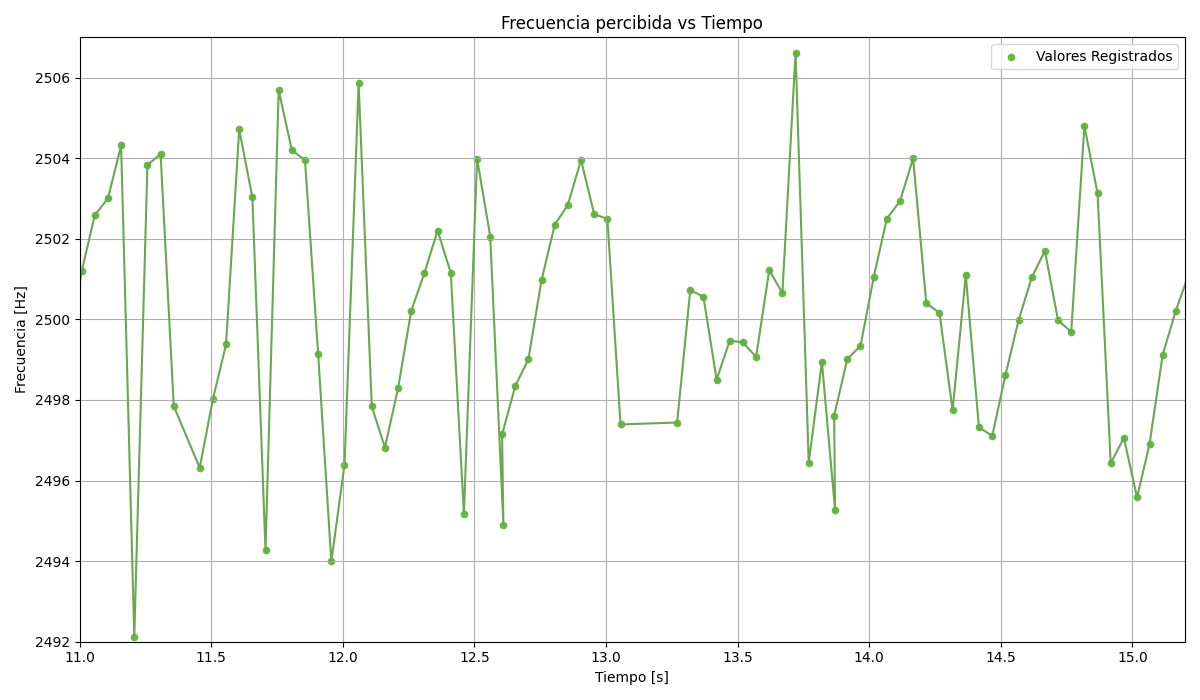 Frecuencia percibida vs Tiempo
Valores Registrados
Frecuencia [Hz]
2506
2504
2502
2500
2498
2496
2494
2492
11.0 11.5 12.0 12.5 13.0 13.5 14.0 14.5 15.0
Tiempo [s]